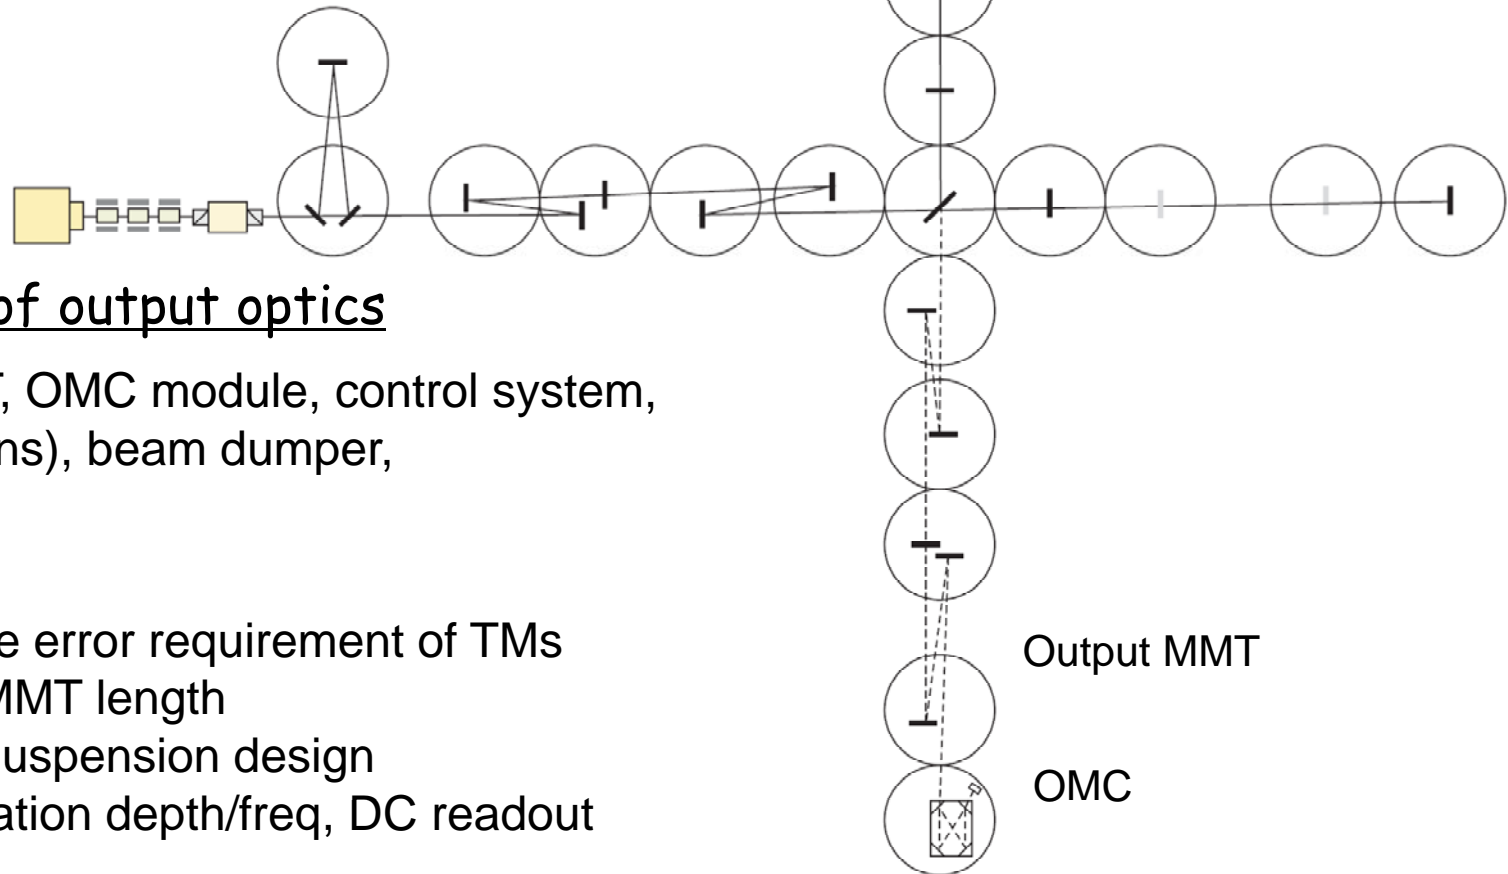 of output optics
, OMC module, control system,
ns), beam dumper,
e error requirement of TMs
MMT length
uspension design
ation depth/freq, DC readout
Output MMT
OMC